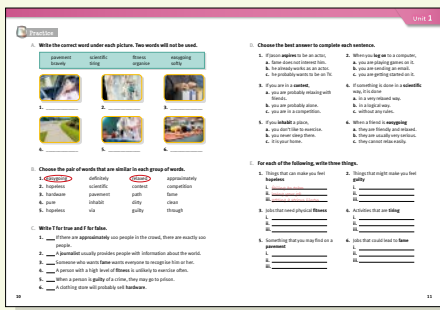 Unit 1
Practice
A. Write the correct word under each picture. Two words will not be used.
pavement scientific fitness easygoing
bravely tiring organise softly
1.
2.
3.
4.
5.
6.
B. Choose the pair of words that are similar in each group of words.
1. easygoing definitely relaxed approximately
2. hopeless scientific contest competition
3. hardware pavement path fame
4. pure inhabit dirty clean
5. hopeless via guilty through
C. Write T for true and F for false.
1. If there are approximately 100 people in the crowd, there are exactly 100
people.
2. A journalist usually provides people with information about the world.
3. Someone who wants fame wants everyone to recognise him or her.
4. A person with a high level of fitness is unlikely to exercise often.
5. When a person is guilty of a crime, they may go to prison.
6. A clothing store will probably sell hardware.
10
D. Choose the best answer to complete each sentence.
1. If Jason aspires to be an actor,
a. fame does not interest him.
b. he already works as an actor.
c. he probably wants to be on TV.
2. When you log on to a computer,
a. you are playing games on it.
b. you are sending an email.
c. you are getting started on it.
3. If you are in a contest,
a. you are probably relaxing with
friends.
b. you are probably alone.
c. you are in a competition.
4. If something is done in a scientific
way, it is done
a. in a very relaxed way.
b. in a logical way.
c. without any rules.
5. If you inhabit a place,
a. you don't like to exercise.
b. you never sleep there.
c. it is your home.
6. When a friend is easygoing
a. they are friendly and relaxed.
b. they are usually very serious.
c. they cannot relax easily.
E. For each of the following, write three things.
1. Things that can make you feel
hopeless
i.
ii.
iii.
2. Things that might make you feel
guilty
i.
ii.
iii.
3. Jobs that need physical fitness
i.
ii.
iii.
4. Activities that are tiring
i.
ii.
iii.
5. Something that you may find on a
pavement
i.
ii.
iii.
6. Jobs that could lead to fame
i.
ii.
iii.
11